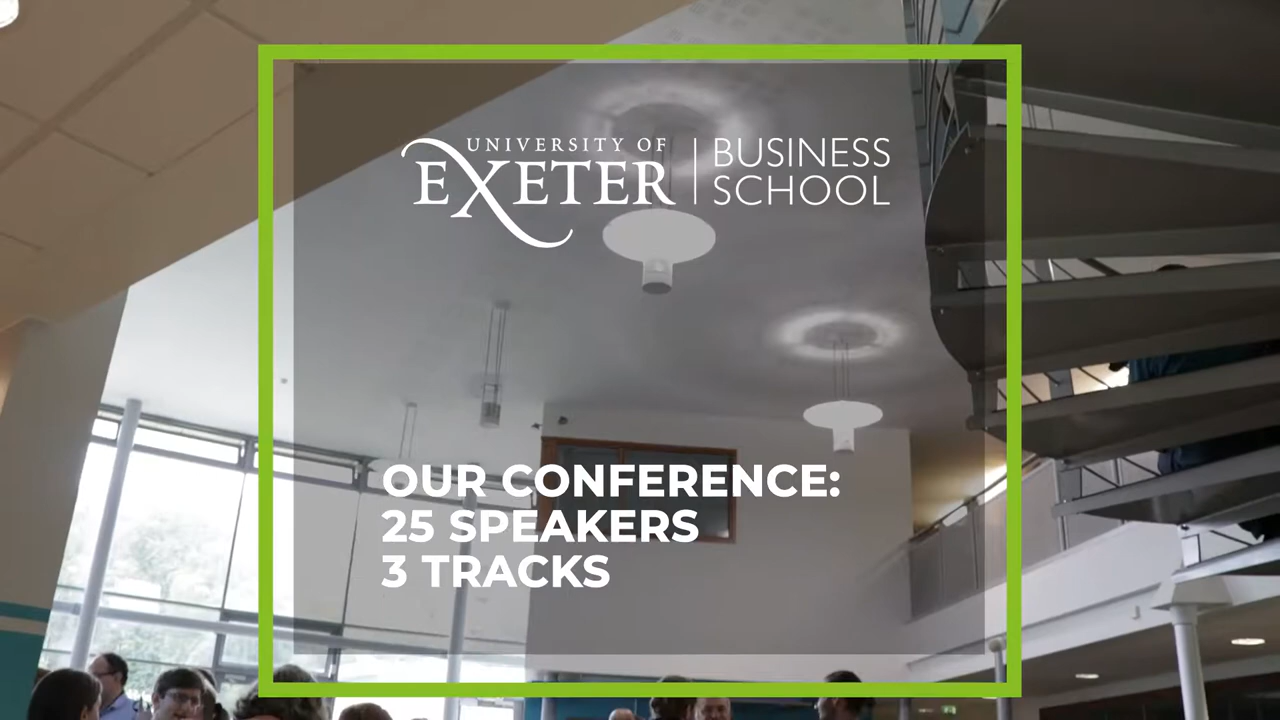 UNIVERSITY OF
EXETER
BUSINESS
SCHOOL
OUR CONFERENCE:
25 SPEAKERS
3 TRACKS